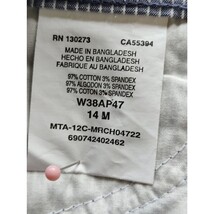 RN 130273 CA55394
MADE IN BANGLADESH
HECHO EN BANGLADESH
FABRIQUE AU BANGLADESH
97% COTTON 3% SPANDEX
97% ALGODON 3% SPANDEX
97% COTON 3% SPANDEX
W38AP47
14 M
MTA-12C-MRCH04722
690742402462